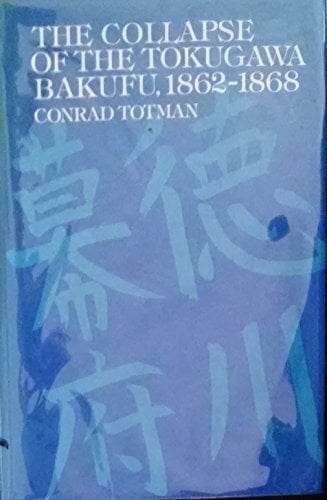 THE COLLAPSE
OF THE TOKUGAWA
BAKUFU, 1862-1868
CONRAD TOTMAN
徳川
幕府